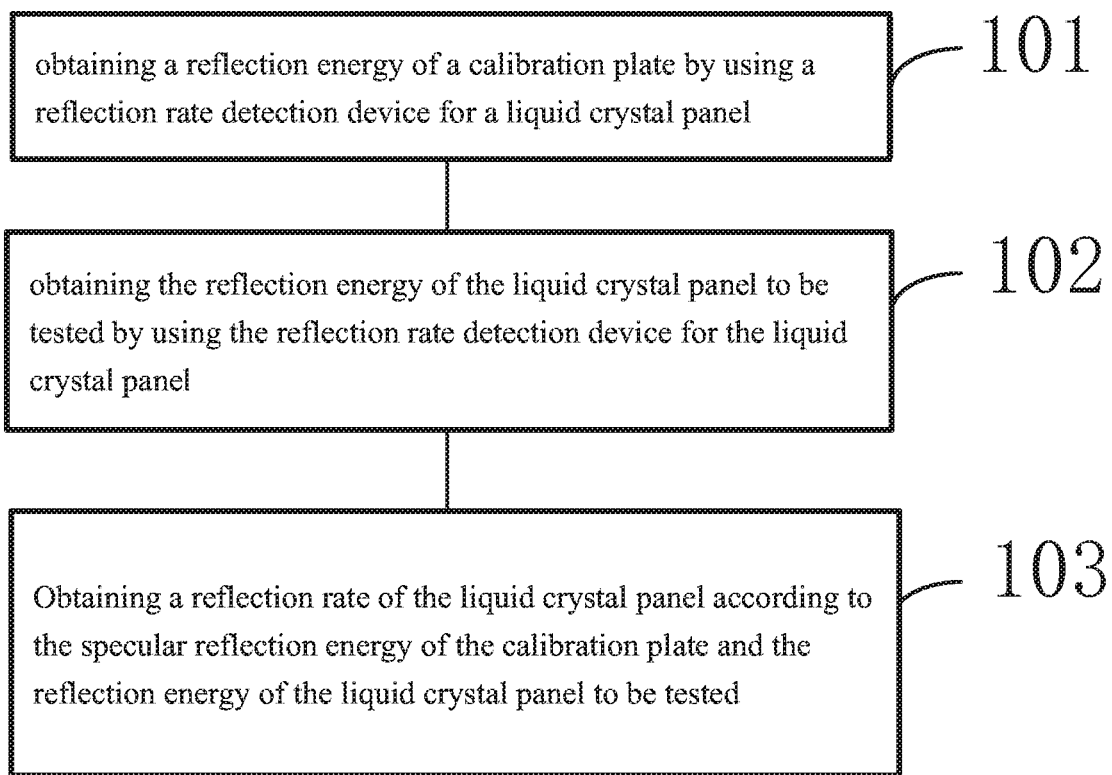 obtaining a reflection energy of a calibration plate by using a
reflection rate detection device for a liquid crystal panel
101
obtaining the reflection energy of the liquid crystal panel to be
tested by using the reflection rate detection device for the liquid
crystal panel
102
Obtaining a reflection rate of the liquid crystal panel according to
the specular reflection energy of the calibration plate and the
reflection energy of the liquid crystal panel to be tested
103